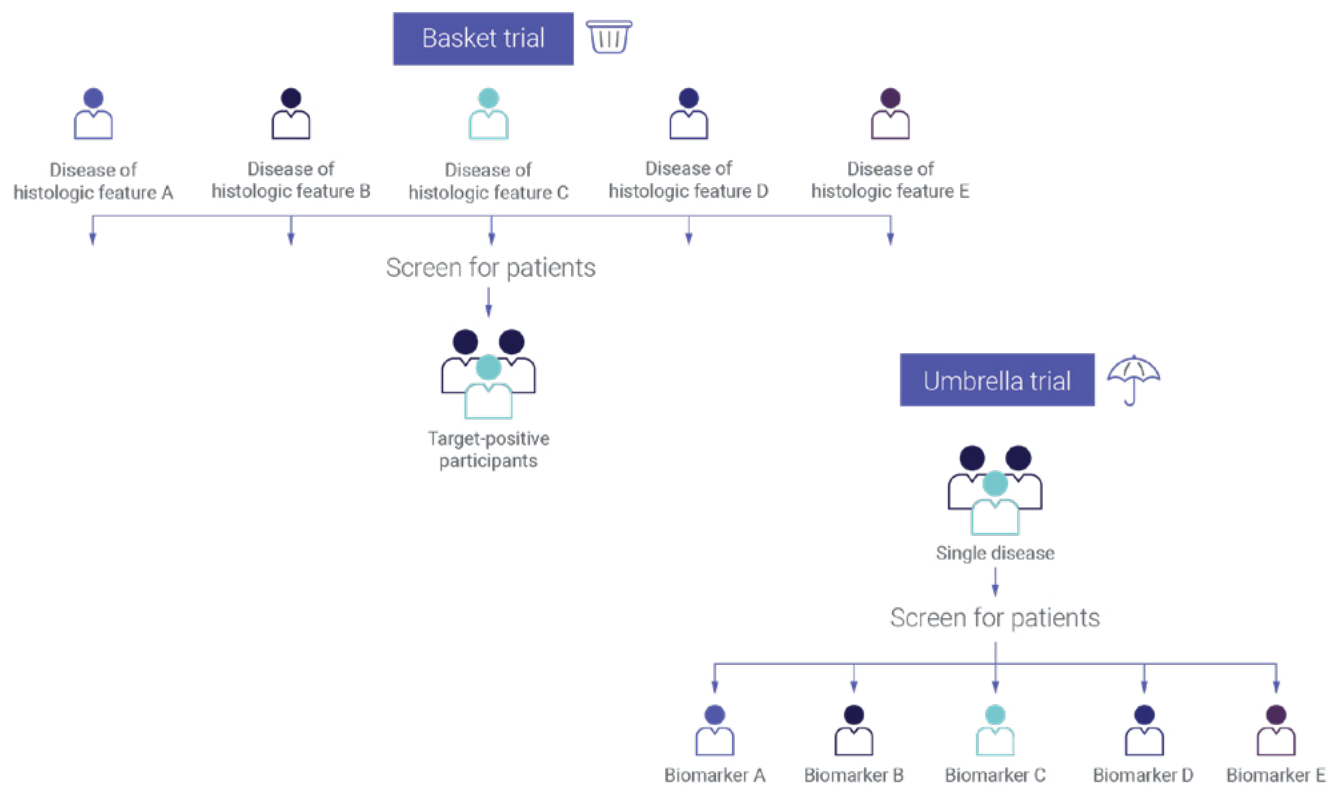 Basket trial
Disease of
histologic feature A
Disease of
histologic feature B
Disease of
histologic feature C
Disease of
histologic feature D
Disease of
histologic feature E
Screen for patients
Target-positive
participants
Umbrella trial
Single disease
Screen for patients
Biomarker A
Biomarker B
Biomarker C
Biomarker D
Biomarker E